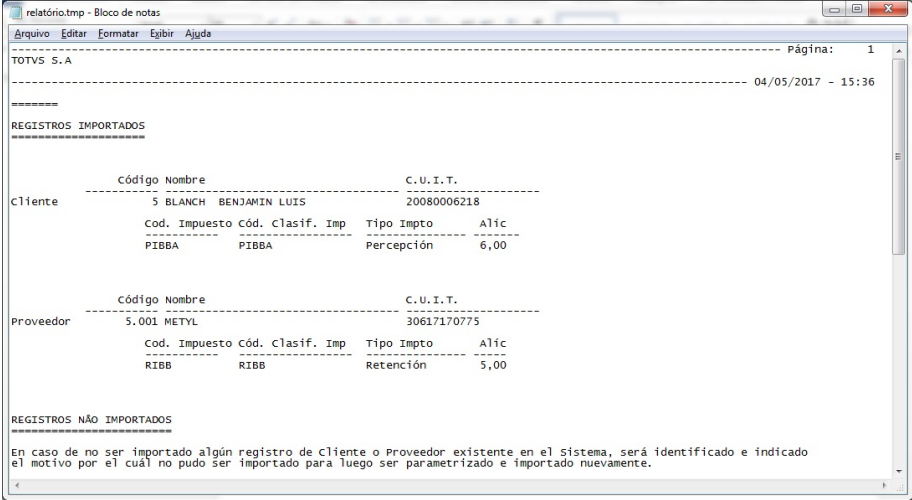 relatório.tmp - Bloco de notas
Arquivo Editar Formatar Exibir Ajuda
---------------------------------------------------------------------------------------------------------------- Página: 1
TOTVS S.A
----------------------------------------------------------------------------------------------------------- 04/05/2017 - 15:36
=======
REGISTROS IMPORTADOS
====================
Código Nombre C.U.I.T.
----------- ----------------------------------- --------------------
Cliente 5 BLANCH BENJAMIN LUIS 20080006218
Cod. Impuesto Cód. Clasif. Imp Tipo Impto Alíc
----------- ----------------- --------------- -------
PIBBA PIBBA Percepción 6,00
Código Nombre C.U.I.T.
----------- ----------------------------------- --------------------
Proveedor 5.001 METYL 30617170775
Cod. Impuesto Cód. Clasif. Imp Tipo Impto Alíc
----------- ----------------- --------------- -----
RIBB RIBB Retención 5,00
REGISTROS NÃO IMPORTADOS
========================
En caso de no ser importado algún registro de Cliente o Proveedor existente en el Sistema, será identificado e indicado
el motivo por el cuál no pudo ser importado para luego ser parametrizado e importado nuevamente.